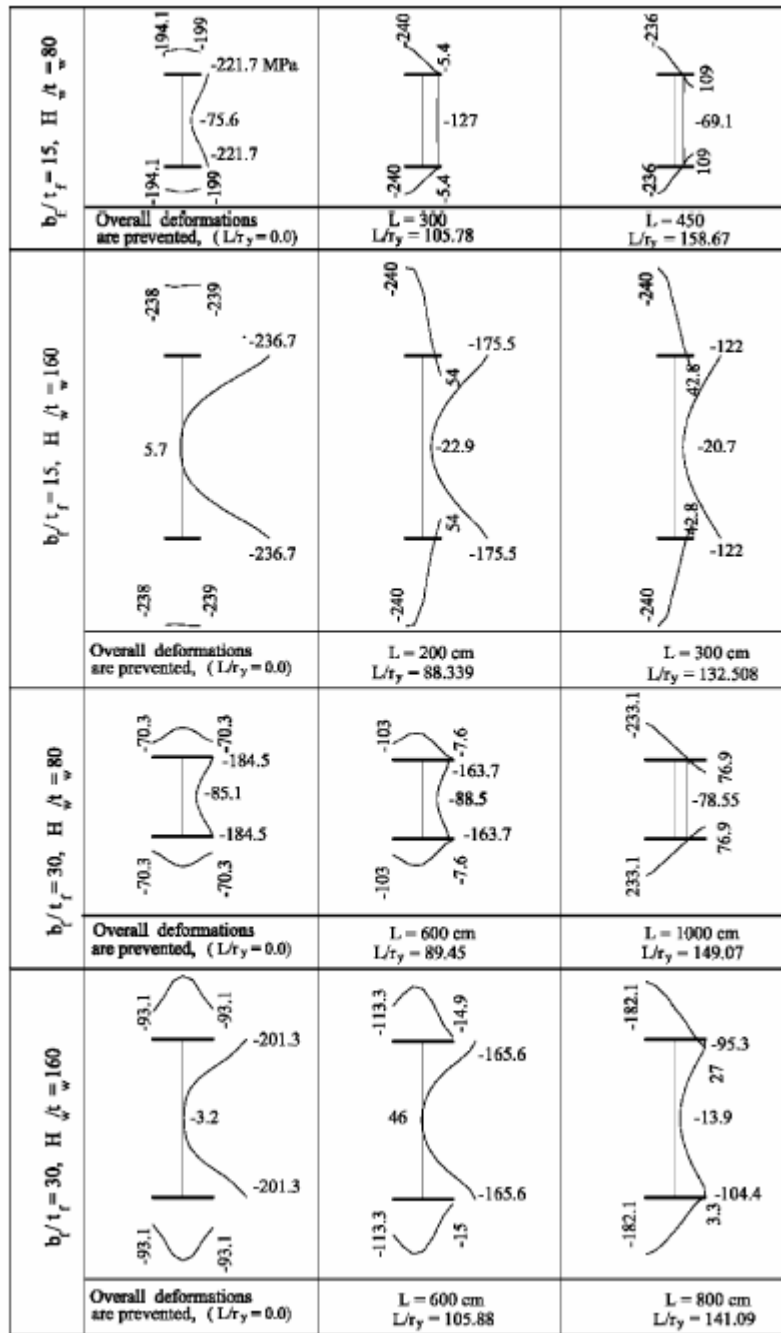 b_f/t_f = 15, H_w/t_w = 80
-194.1
-199
-221.7 MPa
-75.6
-221.7
-194.1
-199
Overall deformations
are prevented, (L/r_y = 0.0)
-240
-5.4
-127
-240
-5.4
L = 300
L/r_y = 105.78
-236
109
-69.1
-236
109
L = 450
L/r_y = 158.67
b_f/t_f = 15, H_w/t_w = 160
-238
-239
-236.7
5.7
-236.7
-238
-239
Overall deformations
are prevented, (L/r_y = 0.0)
-240
-175.5
54
-22.9
54
-175.5
-240
L = 200 cm
L/r_y = 88.339
-240
-122
42.8
-20.7
42.8
-122
-240
L = 300 cm
L/r_y = 132.508
b_f/t_f = 30, H_w/t_w = 80
-70.3
-70.3
-184.5
-85.1
-184.5
-70.3
-70.3
Overall deformations
are prevented, (L/r_y = 0.0)
-103
-7.6
-163.7
-88.5
-163.7
-103
-7.6
L = 600 cm
L/r_y = 89.45
-233.1
76.9
-78.55
233.1
76.9
L = 1000 cm
L/r_y = 149.07
b_f/t_f = 30, H_w/t_w = 160
-93.1
-93.1
-201.3
-3.2
-201.3
-93.1
-93.1
Overall deformations
are prevented, (L/r_y = 0.0)
-113.3
-14.9
-165.6
46
-165.6
-113.3
-15
L = 600 cm
L/r_y = 105.88
-182.1
-95.3
27
-13.9
-104.4
-182.1
3.3
L = 800 cm
L/r_y = 141.09